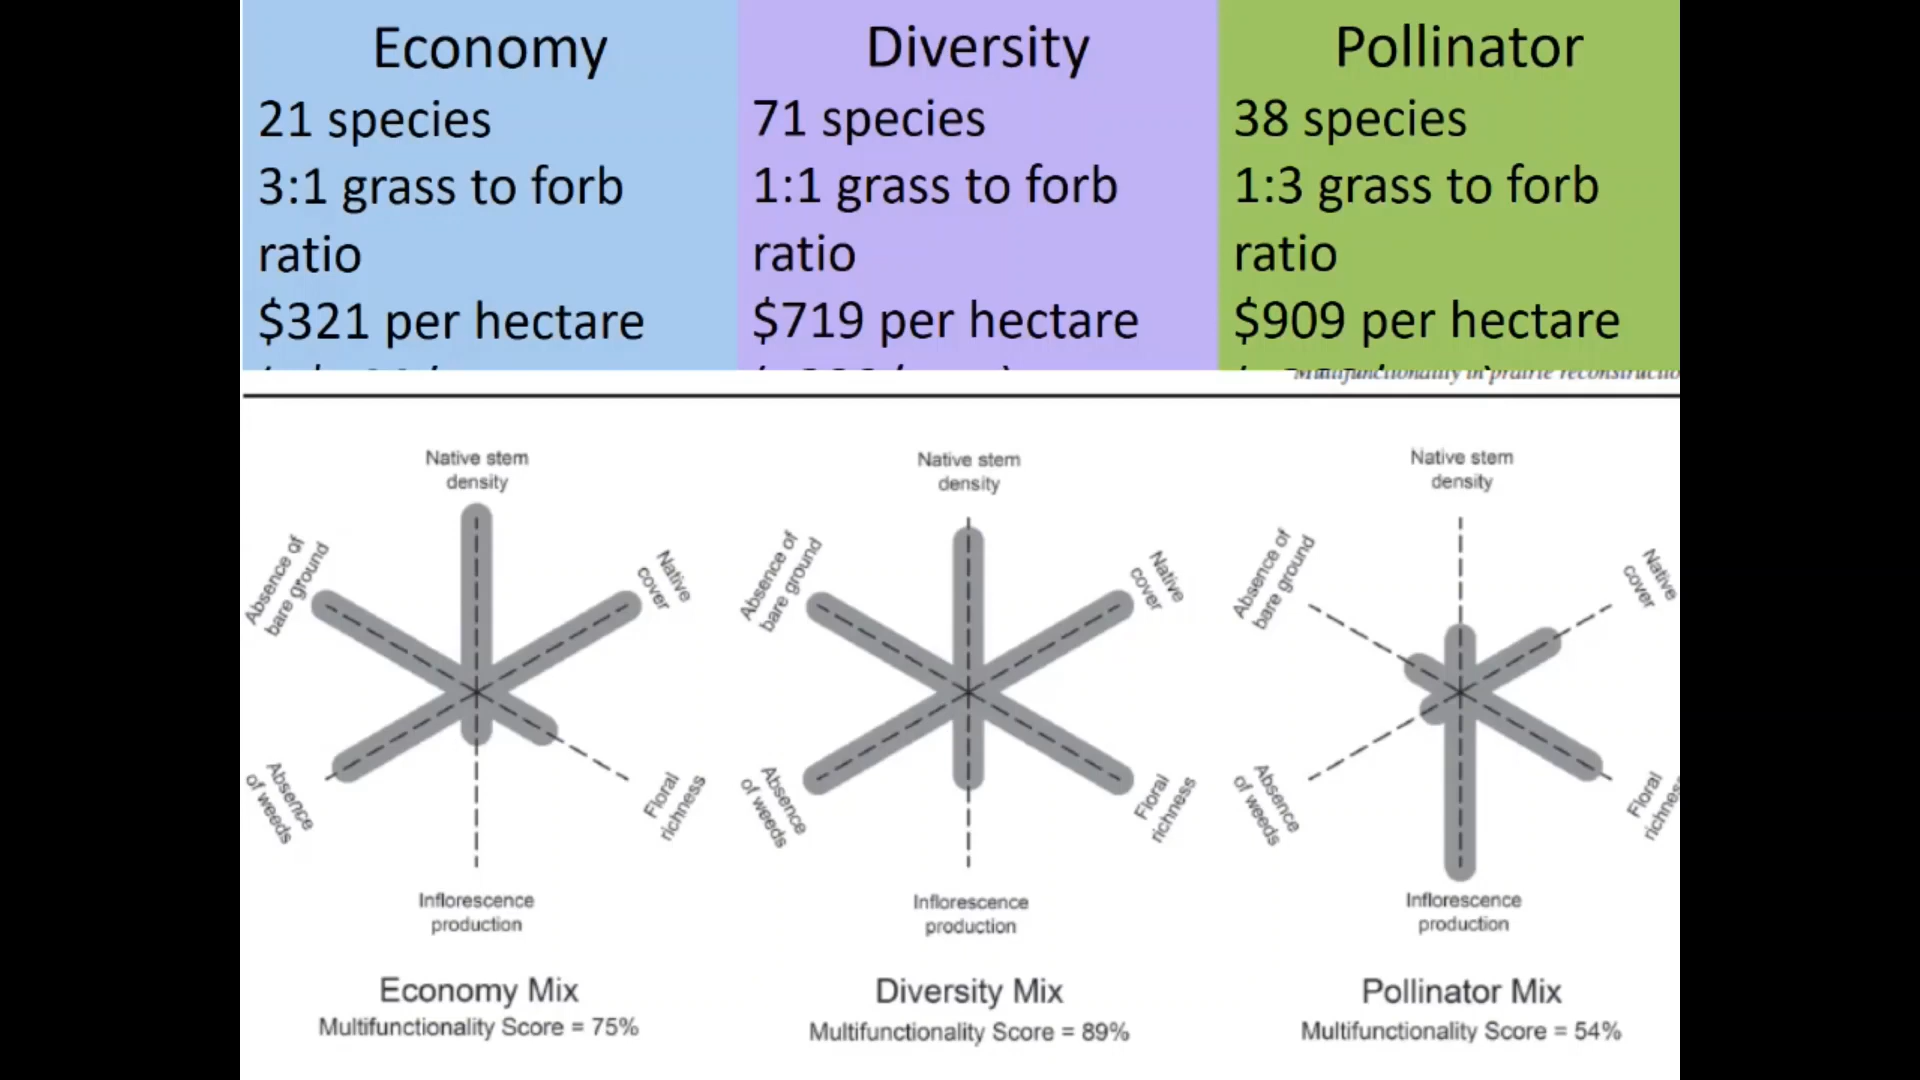 Economy
21 species
3:1 grass to forb
ratio
$321 per hectare
Diversity
71 species
1:1 grass to forb
ratio
$719 per hectare
Pollinator
38 species
1:3 grass to forb
ratio
$909 per hectare
Multifunctionality in prairie
Native stem
density
Absence of
bare ground
Native
cover
Absence
of weeds
Floral
richness
Inflorescence
production
Economy Mix
Multifunctionality Score = 75%
Native stem
density
Absence of
bare ground
Native
cover
Absence
of weeds
Floral
richness
Inflorescence
production
Diversity Mix
Multifunctionality Score = 89%
Native stem
density
Absence of
bare ground
Native
cover
Absence
of weeds
Floral
richness
Inflorescence
production
Pollinator Mix
Multifunctionality Score = 54%